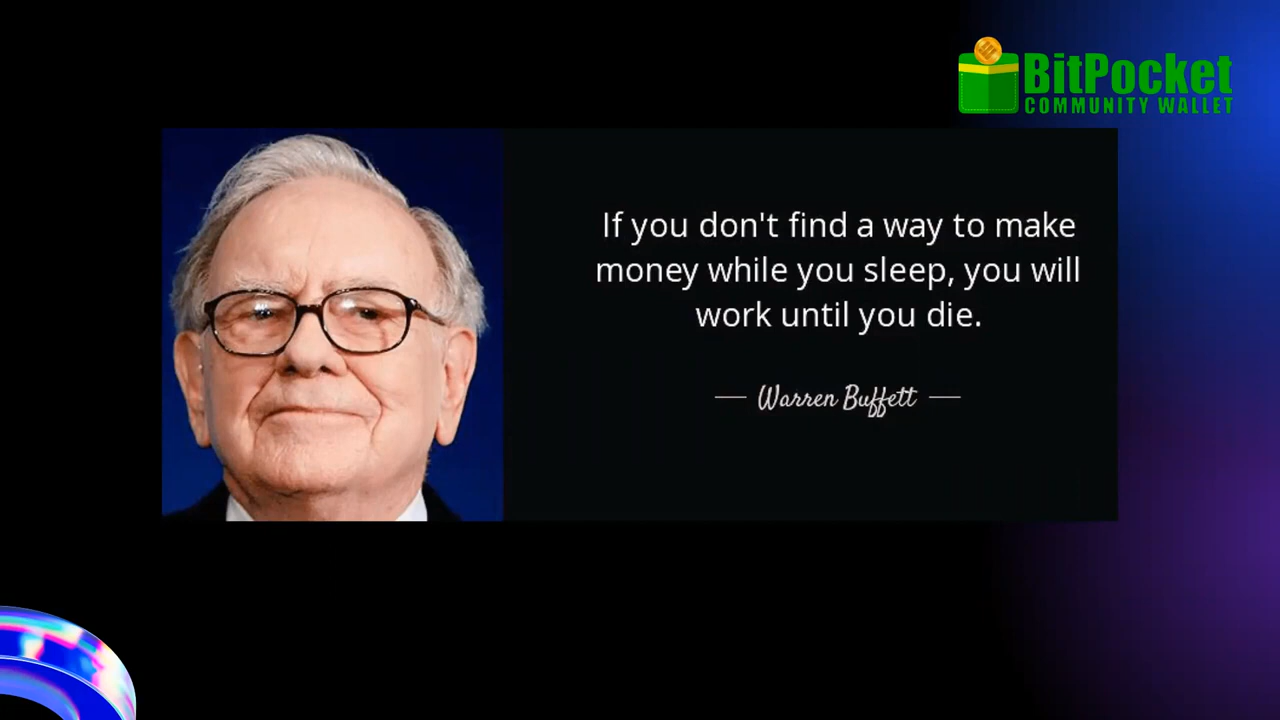 BitPocket
COMMUNITY WALLET
If you don't find a way to make
money while you sleep, you will
work until you die.
— Warren Buffett —